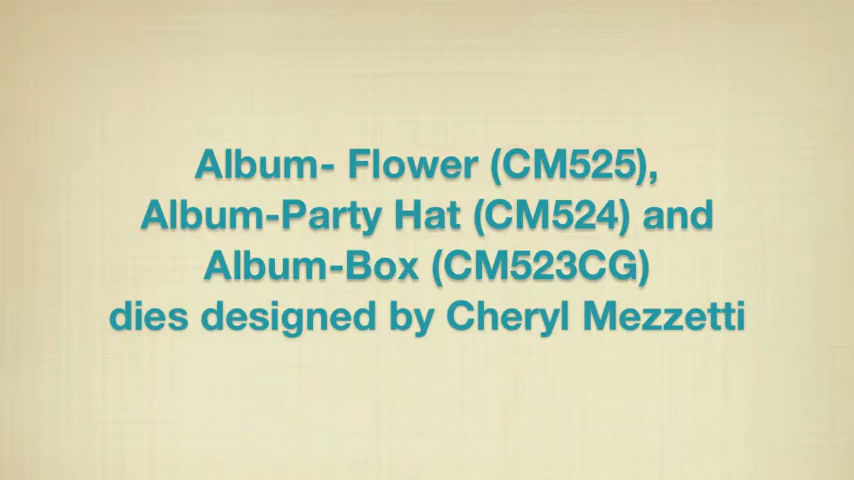 Album- Flower (CM525),
Album-Party Hat (CM524) and
Album-Box (CM523CG)
dies designed by Cheryl Mezzetti